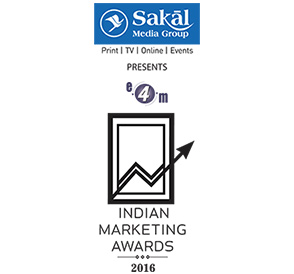 Sakāl
Media Group
Print | TV | Online | Events
PRESENTS
e4m
INDIAN
MARKETING
AWARDS
2016